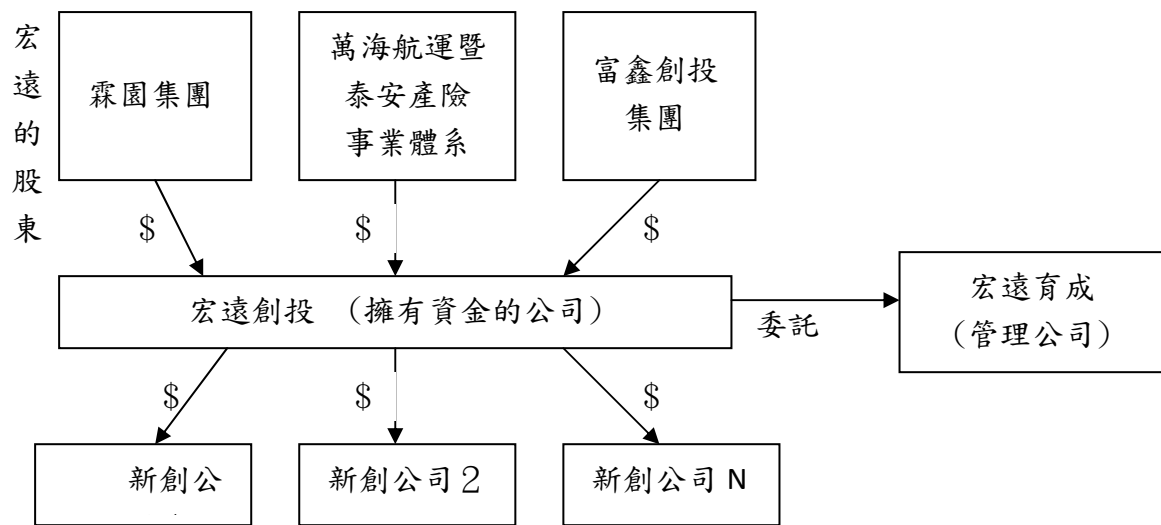 宏遠的股東
霖園集團
萬海航運暨
泰安產險
事業體系
富鑫創投
集團
$
$
$
宏遠創投 (擁有資金的公司)
委託
宏遠育成
(管理公司)
$
$
$
新創公
新創公司2
新創公司 N